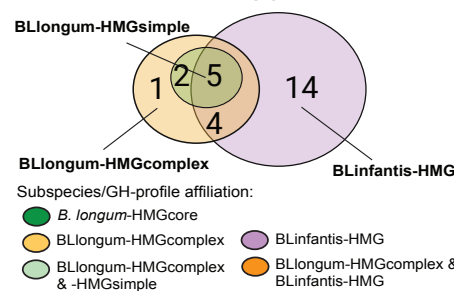 BLlongum-HMGsimple
1 2 5 14
4
BLlongum-HMGcomplex
BLinfantis-HMG
Subspecies/GH-profile affiliation:
B. longum-HMGcore
BLlongum-HMGcomplex
BLinfantis-HMG
BLlongum-HMGcomplex
& -HMGsimple
BLlongum-HMGcomplex &
BLinfantis-HMG